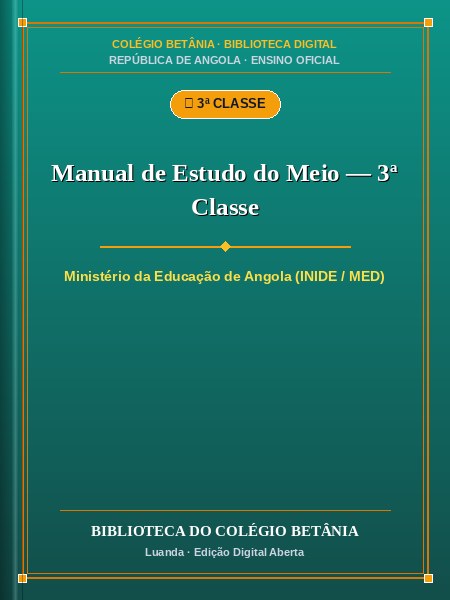 COLÉGIO BETÂNIA · BIBLIOTECA DIGITAL
REPÚBLICA DE ANGOLA · ENSINO OFICIAL
3ª CLASSE
Manual de Estudo do Meio — 3ª
Classe
Ministério da Educação de Angola (INIDE / MED)
BIBLIOTECA DO COLÉGIO BETÂNIA
Luanda · Edição Digital Aberta